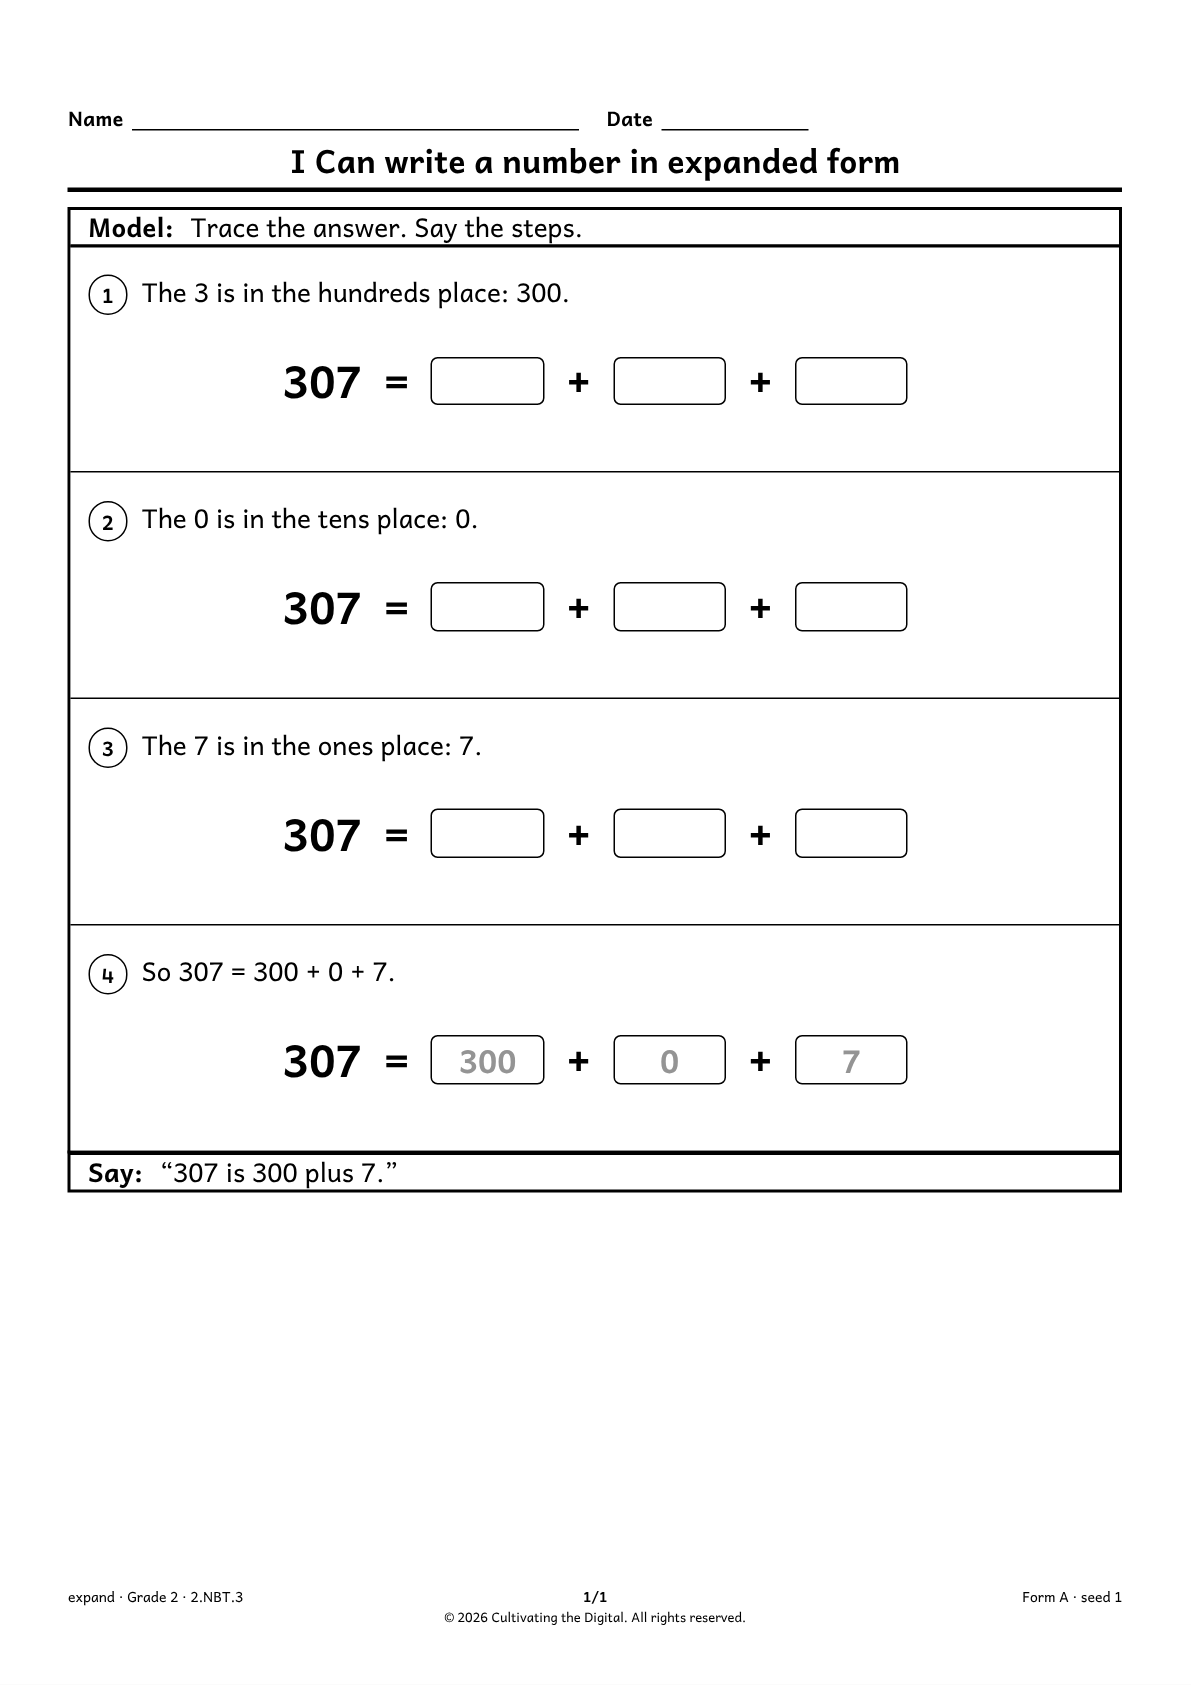 Name Date
I Can write a number in expanded form
Model: Trace the answer. Say the steps.
1 The 3 is in the hundreds place: 300.
307 = + +
2 The 0 is in the tens place: 0.
307 = + +
3 The 7 is in the ones place: 7.
307 = + +
4 So 307 = 300 + 0 + 7.
307 = 300 + 0 + 7
Say: “307 is 300 plus 7.”
expand · Grade 2 · 2.NBT.3 1/1 Form A · seed 1
© 2026 Cultivating the Digital. All rights reserved.